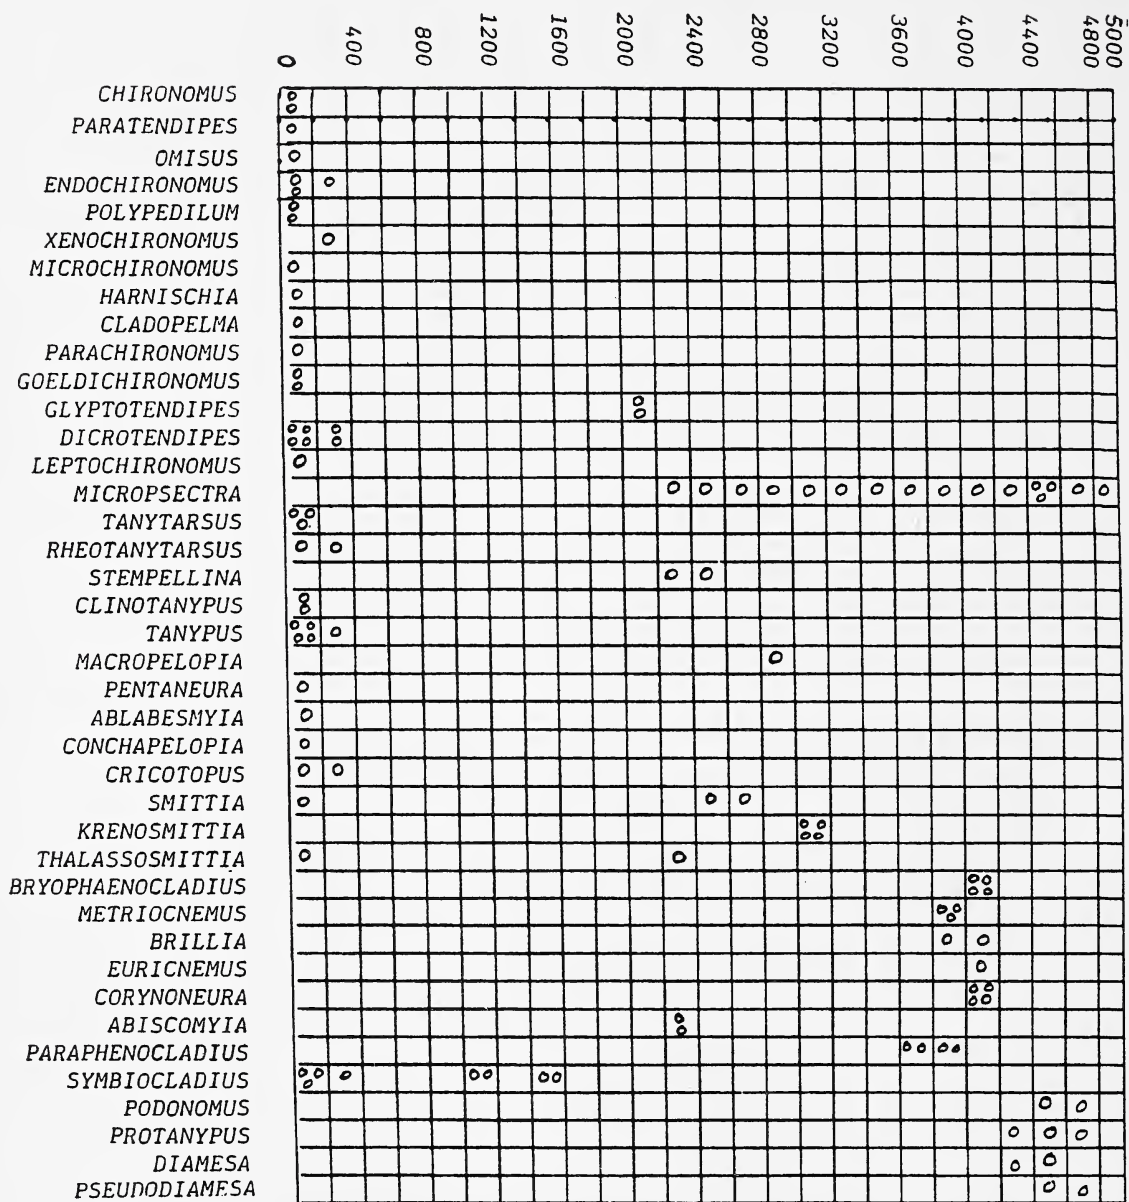 0 400 800 1200 1600 2000 2400 2800 3200 3600 4000 4400 4800 5000
CHIRONOMUS
PARATENDIPES
OMISUS
ENDOCHIRONOMUS
POLYPEDILUM
XENOCHIRONOMUS
MICROCHIRONOMUS
HARNISCHIA
CLADOPELMA
PARACHIRONOMUS
GOELDICHIRONOMUS
GLYPTOTENDIPES
DICROTENDIPES
LEPTOCHIRONOMUS
MICROPSECTRA
TANYTARSUS
RHEOTANYTARSUS
STEMPELLINA
CLINOTANYPUS
TANYPUS
MACROPELOPIA
PENTANEURA
ABLABESMYIA
CONCHAPELOPIA
CRICOTOPUS
SMITTIA
KRENOSMITTIA
THALASSOSMITTIA
BRYOPHAENOCLADIUS
METRIOCNEMUS
BRILLIA
EURICNEMUS
CORYNONEURA
ABISCOMYIA
PARAPHENOCLADIUS
SYMBIOCLADIUS
PODONOMUS
PROTANYPUS
DIAMESA
PSEUDODIAMESA